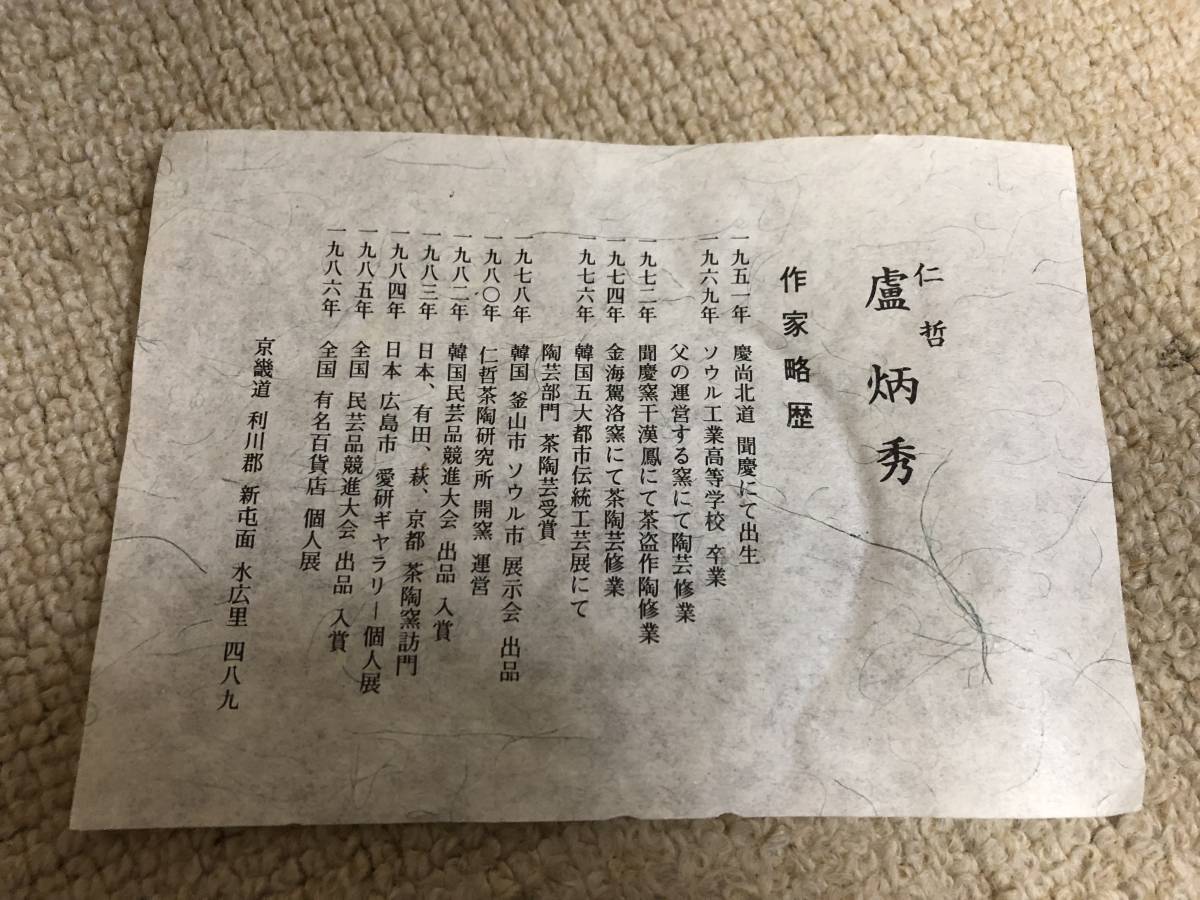 仁哲
盧炳秀
作家略歴
一九五一年 慶尚北道 聞慶にて出生
一九六九年 ソウル工業高等学校 卒業
父の運営する窯にて陶芸修業
一九七二年 聞慶窯干漢鳳にて茶盗作陶修業
一九七四年 金海駕洛窯にて茶陶芸修業
一九七六年 韓国五大都市伝統工芸展にて
陶芸部門 茶陶芸受賞
一九七八年 韓国 釜山市 ソウル市 展示会 出品
一九八〇年 仁哲茶陶研究所 開窯 運営
一九八二年 韓国民芸品競進大会 出品 入賞
一九八三年 日本、有田、萩、京都 茶陶窯訪門
一九八四年 日本 広島市 愛研ギャラリー個人展
一九八五年 全国 民芸品競進大会 出品 入賞
一九八六年 全国 有名百貨店 個人展
京畿道 利川郡 新屯面 水広里 四八九